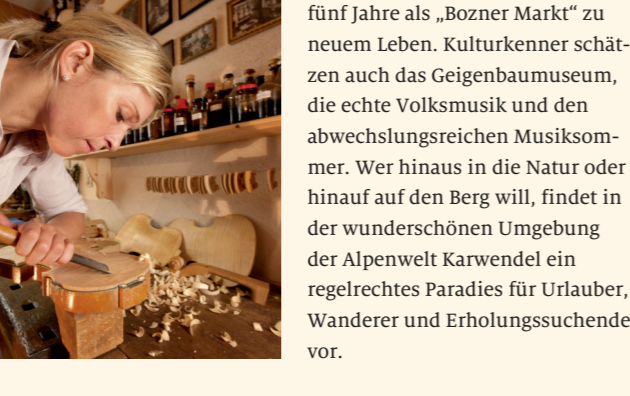 fünf Jahre als „Bozner Markt“ zu
neuem Leben. Kulturkenner schät-
zen auch das Geigenbaumuseum,
die echte Volksmusik und den
abwechslungsreichen Musiksom-
mer. Wer hinaus in die Natur oder
hinauf auf den Berg will, findet in
der wunderschönen Umgebung
der Alpenwelt Karwendel ein
regelrechtes Paradies für Urlauber,
Wanderer und Erholungssuchende
vor.